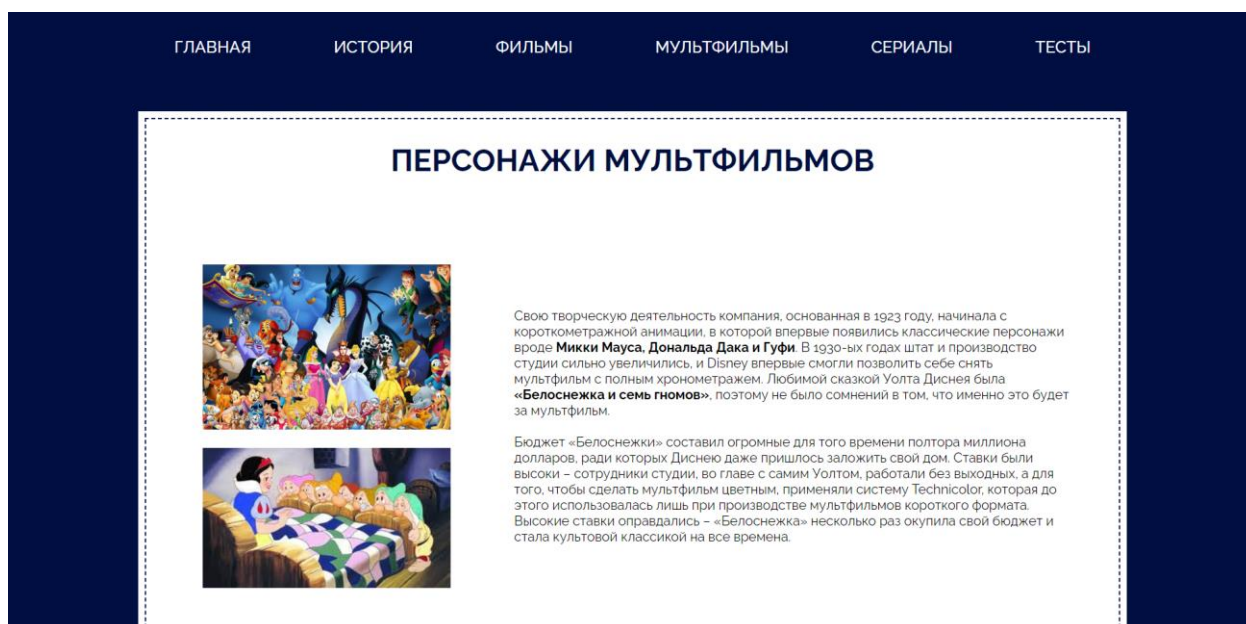 ГЛАВНАЯ ИСТОРИЯ ФИЛЬМЫ МУЛЬТФИЛЬМЫ СЕРИАЛЫ ТЕСТЫ
ПЕРСОНАЖИ МУЛЬТФИЛЬМОВ
Свою творческую деятельность компания, основанная в 1923 году, начинала с
короткометражной анимации, в которой впервые появились классические персонажи
вроде Микки Мауса, Дональда Дака и Гуфи. В 1930-ых годах штат и производство
студии сильно увеличились, и Disney впервые смогли позволить себе снять
мультфильм с полным хронометражем. Любимой сказкой Уолта Диснея была
«Белоснежка и семь гномов», поэтому не было сомнений в том, что именно это будет
за мультфильм.
Бюджет «Белоснежки» составил огромные для того времени полтора миллиона
долларов, ради которых Диснею даже пришлось заложить свой дом. Ставки были
высоки – сотрудники студии, во главе с самим Уолтом, работали без выходных, а для
того, чтобы сделать мультфильм цветным, применяли систему Technicolor, которая до
этого использовалась лишь при производстве мультфильмов короткого формата.
Высокие ставки оправдались – «Белоснежка» несколько раз окупила свой бюджет и
стала культовой классикой на все времена.